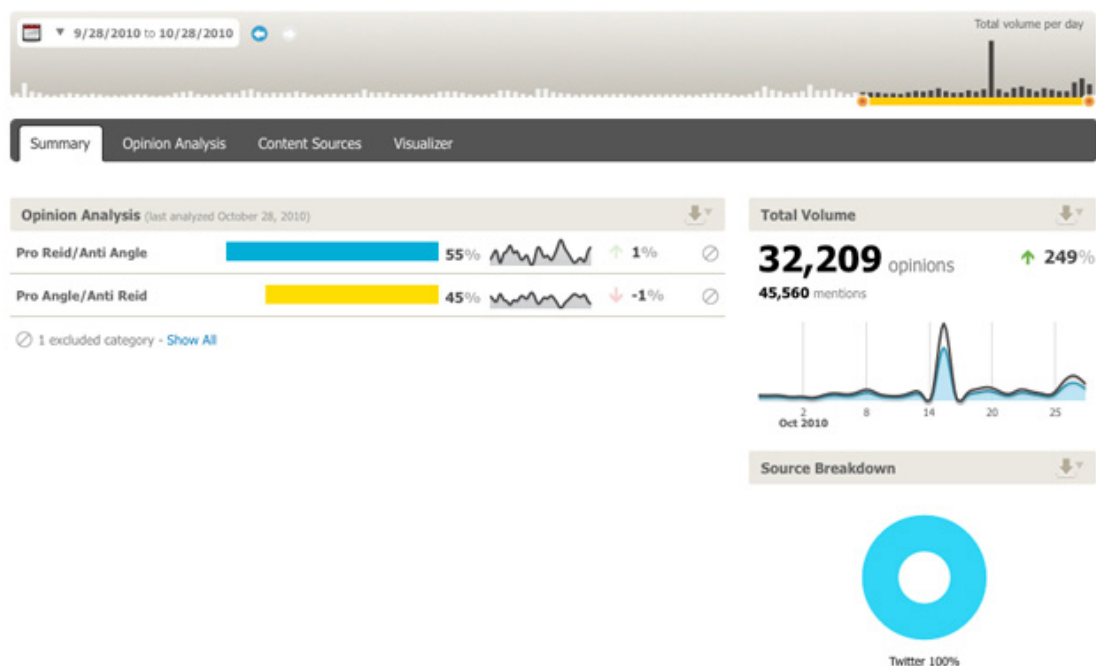 9/28/2010 to 10/28/2010
Total volume per day
Summary Opinion Analysis Content Sources Visualizer
Opinion Analysis (last analyzed October 28, 2010)
Pro Reid/Anti Angle 55% 1%
Pro Angle/Anti Reid 45% -1%
1 excluded category - Show All
Total Volume
32,209 opinions 249%
45,560 mentions
2 8 14 20 25
Oct 2010
Source Breakdown
Twitter 100%